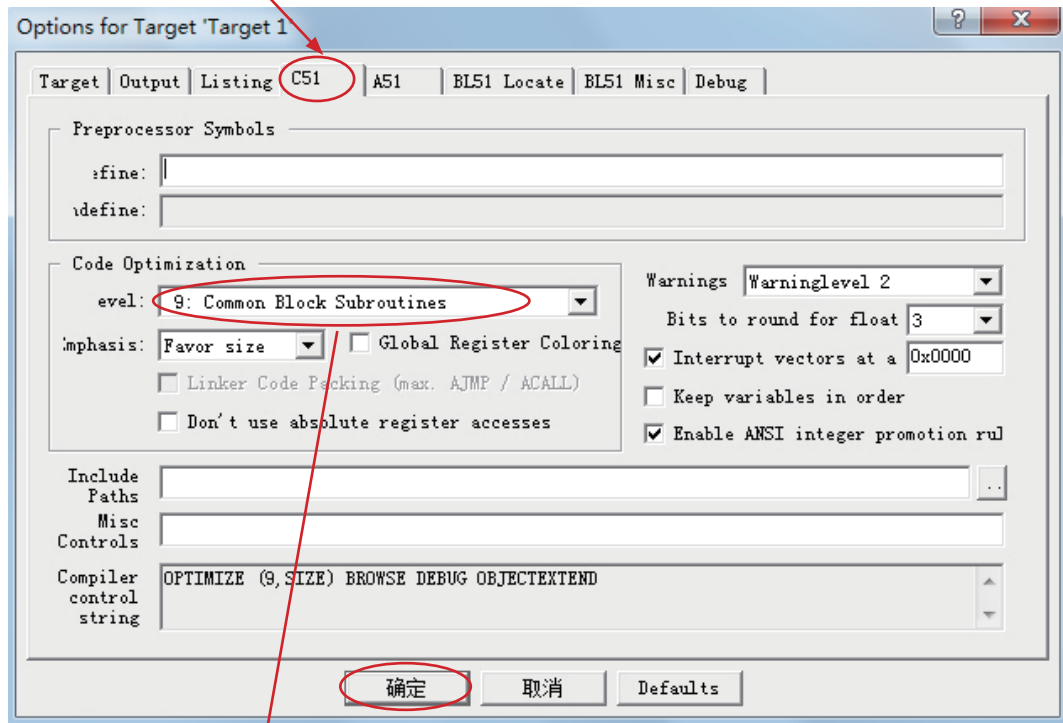 Options for Target 'Target 1'
Target Output Listing C51 A51 BL51 Locate BL51 Misc Debug
Preprocessor Symbols
efine:
define:
Code Optimization
evel: 9: Common Block Subroutines
Warnings Warninglevel 2
Bits to round for float 3
mphasis: Favor size Global Register Coloring
Interrupt vectors at a 0x0000
Linker Code Packing (max. AJMP / ACALL)
Keep variables in order
Don't use absolute register accesses
Enable ANSI integer promotion rul
Include
Paths
..
Misc
Controls
Compiler
control
string
OPTIMIZE (9,SIZE) BROWSE DEBUG OBJECTEXTEND
确定 取消 Defaults